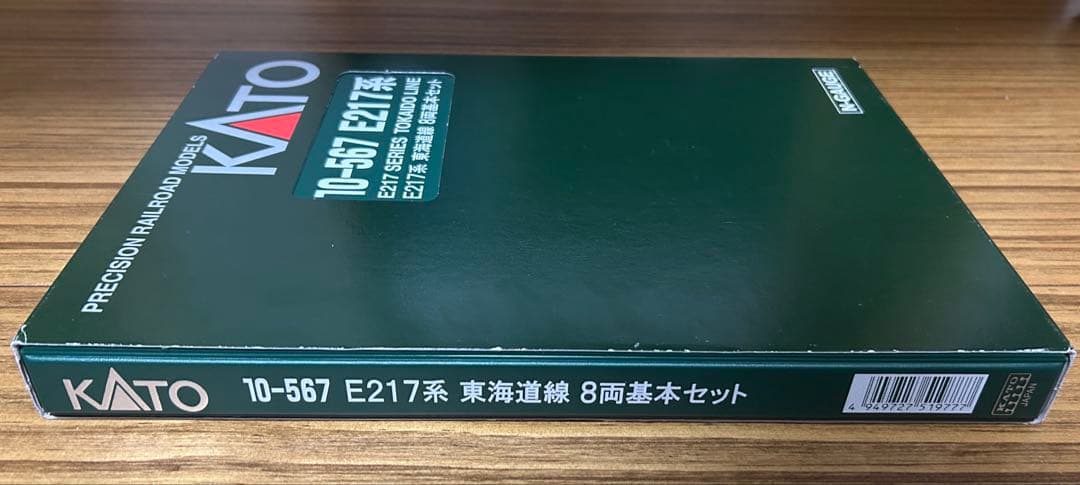 KATO
PRECISION RAILROAD MODELS
10-567 E217系
E217 SERIES TOKAIDO LINE
E217系 東海道線 8両基本セット
N-GAUGE
KATO 10-567 E217系 東海道線 8両基本セット
4 949727 519777
KATO
JAPAN